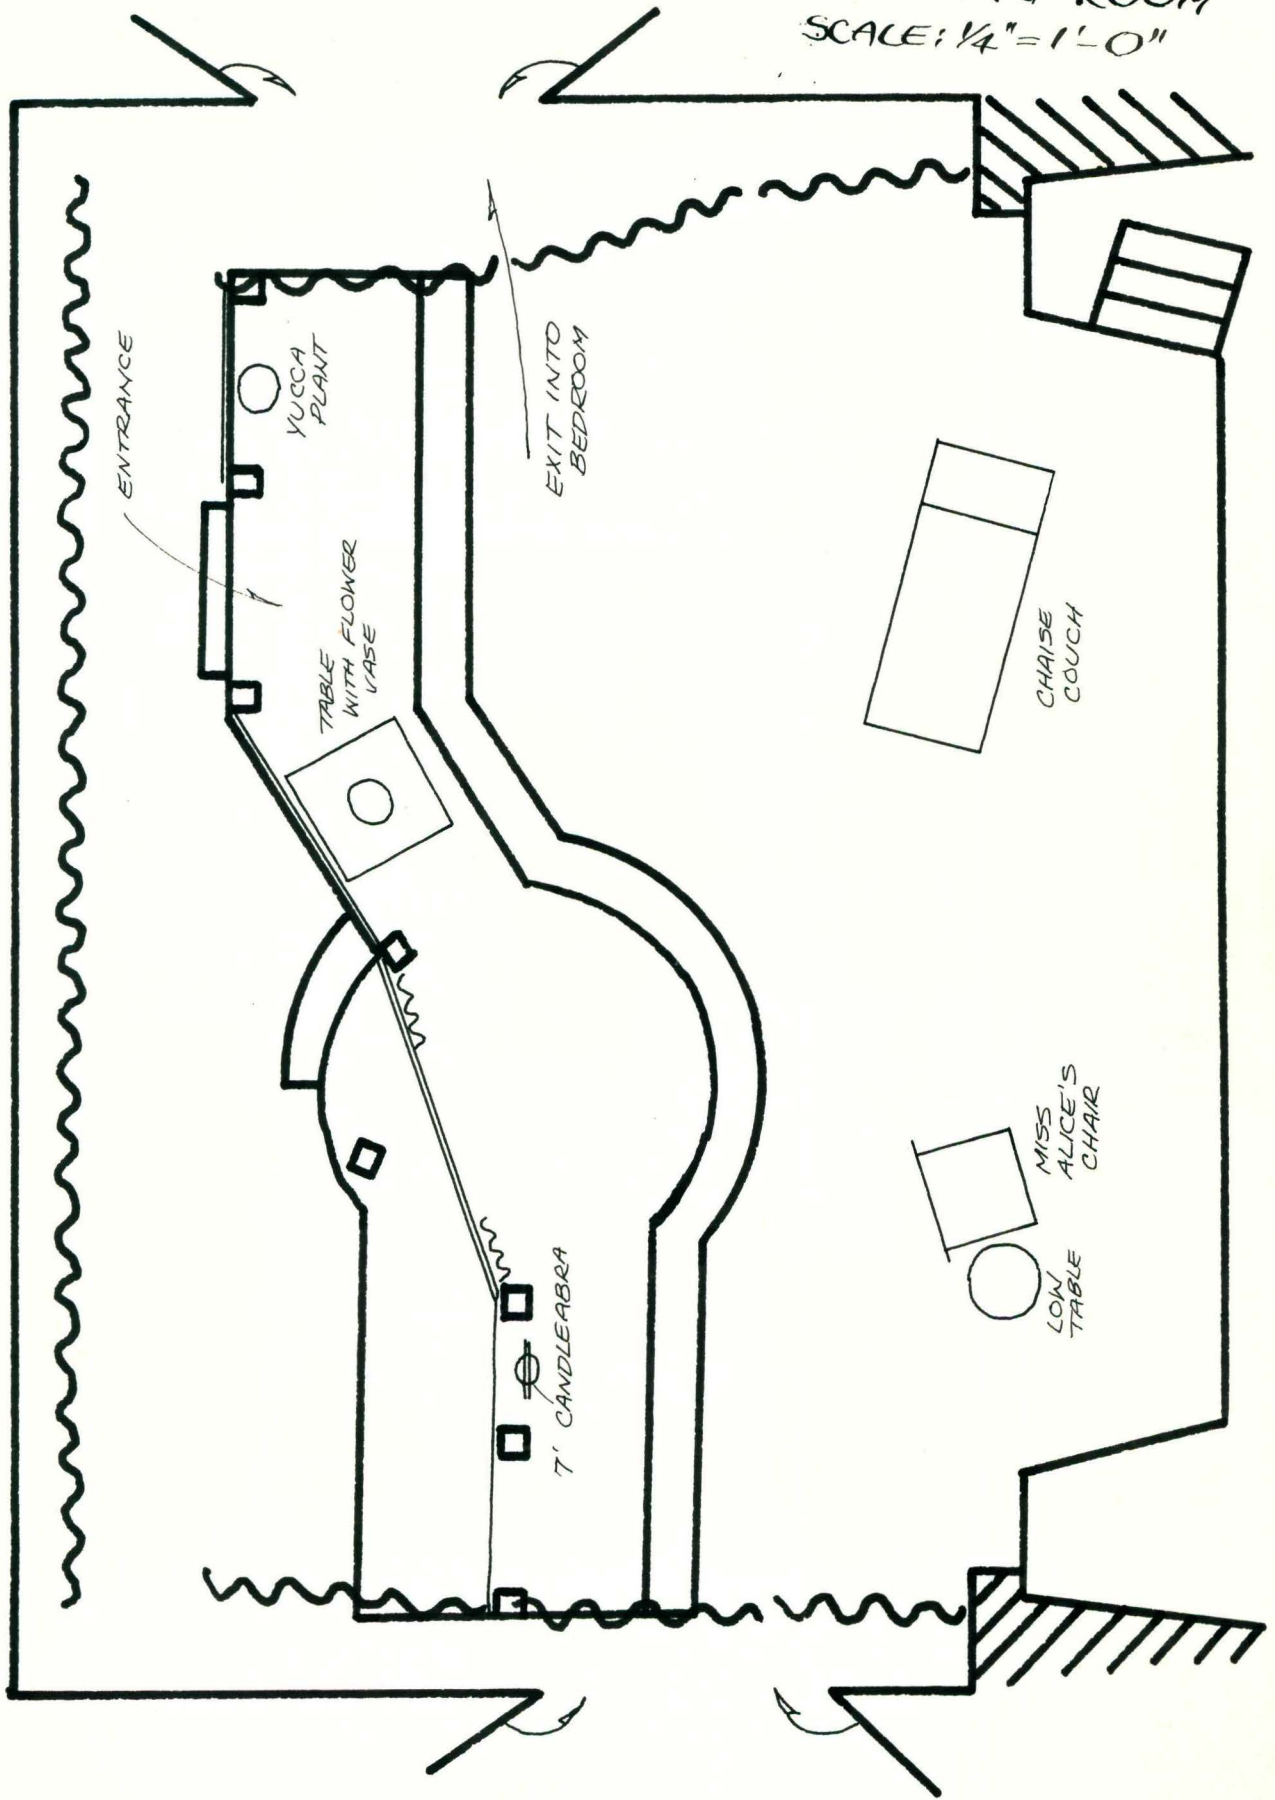 ROOM
SCALE: 1/4" = 1'-0"
ENTRANCE
YUCCA
PLANT
EXIT INTO
BEDROOM
TABLE
WITH FLOWER
VASE
CHAISE
COUCH
MISS
ALICE'S
CHAIR
LOW
TABLE
7' CANDLEABRA